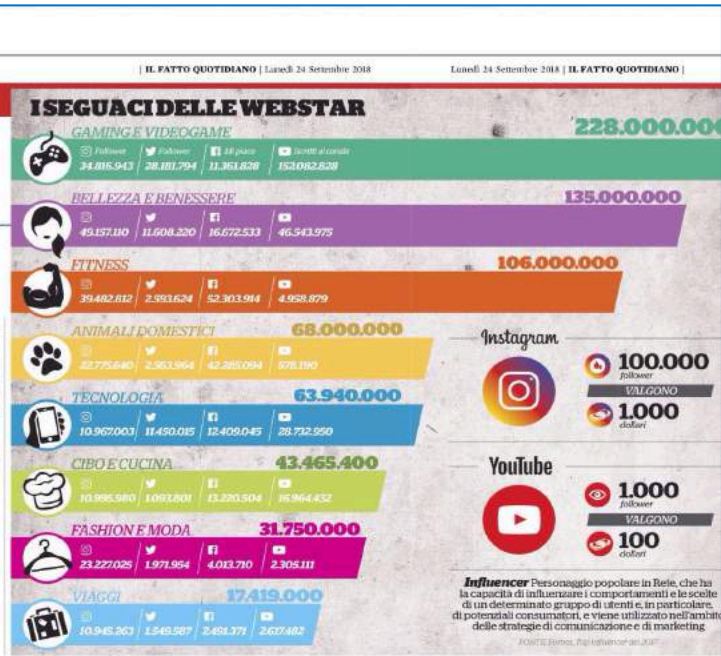 | IL FATTO QUOTIDIANO | Lunedì 24 Settembre 2018
Lunedì 24 Settembre 2018 | IL FATTO QUOTIDIANO |
I SEGUACI DELLE WEBSTAR
GAMING E VIDEOGAME
228.000.00
Follower Follower Mi piace Iscritti al canale
34.816.943 28.181.794 11.361.828 152.082.828
BELLEZZA E BENESSERE
135.000.000
49.157.110 11.608.220 16.672.533 46.543.975
FITNESS
106.000.000
39.482.812 2.593.624 52.303.914 4.958.879
ANIMALI DOMESTICI
68.000.000
22.775.640 2.353.964 42.285.094 578.190
TECNOLOGIA
63.940.000
10.967.003 11.450.015 12.409.045 28.732.950
CIBO E CUCINA
43.465.400
10.995.980 1.093.801 13.220.504 16.964.432
FASHION E MODA
31.750.000
23.227.025 1.971.954 4.013.710 2.305.111
VIAGGI
17.419.000
10.945.263 1.549.587 2.491.371 2.617.482
Instagram
100.000
follower
VALGONO
1.000
dollari
YouTube
1.000
follower
VALGONO
100
dollari
Influencer Personaggio popolare in Rete, che ha
la capacità di influenzare i comportamenti e le scelte
di un determinato gruppo di utenti e, in particolare,
di potenziali consumatori, e viene utilizzato nell'ambito
delle strategie di comunicazione e di marketing
FONTE: Forbes, Top Influencer del 2017